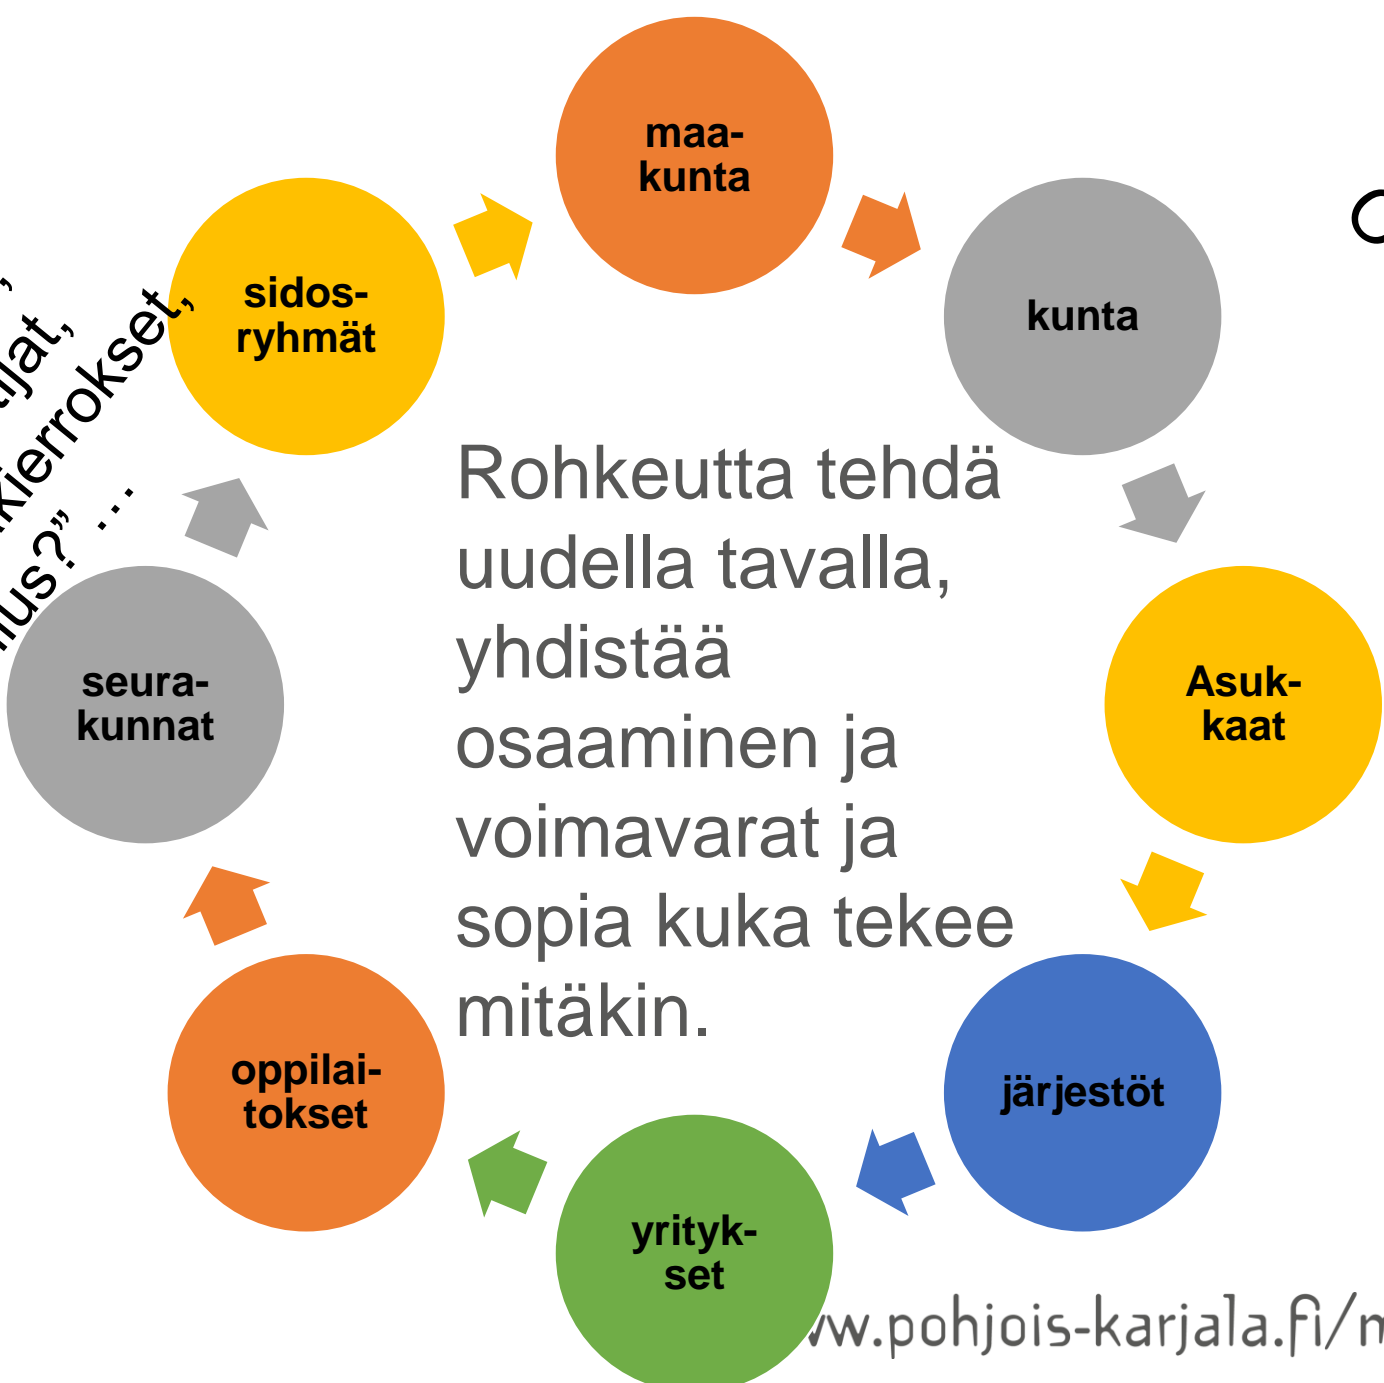 maa-
kunta
kunta
Asuk-
kaat
järjestöt
yrityk-
set
oppilai-
tokset
seura-
kunnat
sidos-
ryhmät
Rohkeutta tehdä
uudella tavalla,
yhdistää
osaaminen ja
voimavarat ja
sopia kuka tekee
mitäkin.
www.pohjois-karjala.fi/m